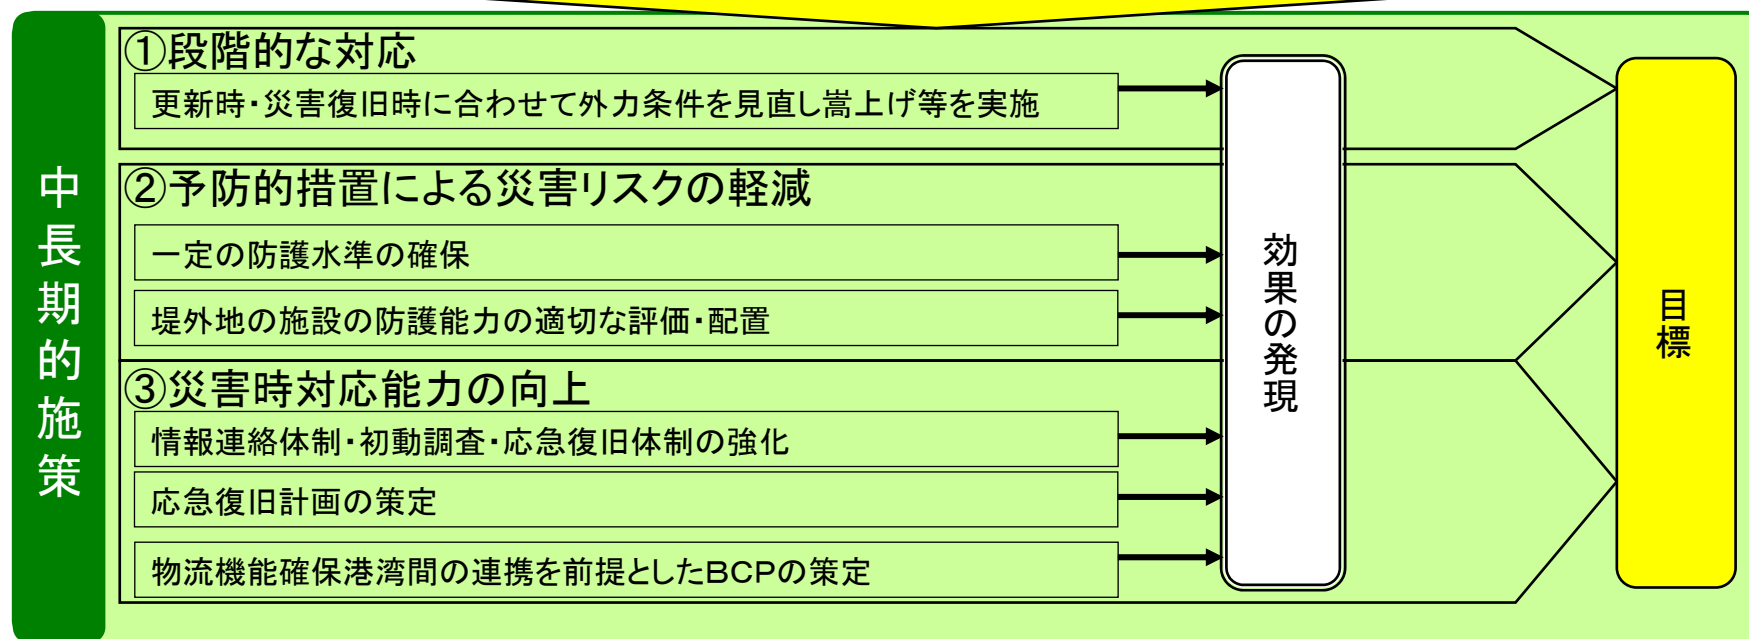 中長期的施策
①段階的な対応
更新時・災害復旧時に合わせて外力条件を見直し嵩上げ等を実施
②予防的措置による災害リスクの軽減
一定の防護水準の確保
堤外地の施設の防護能力の適切な評価・配置
③災害時対応能力の向上
情報連絡体制・初動調査・応急復旧体制の強化
応急復旧計画の策定
物流機能確保港湾間の連携を前提としたBCPの策定
効果の発現
目標